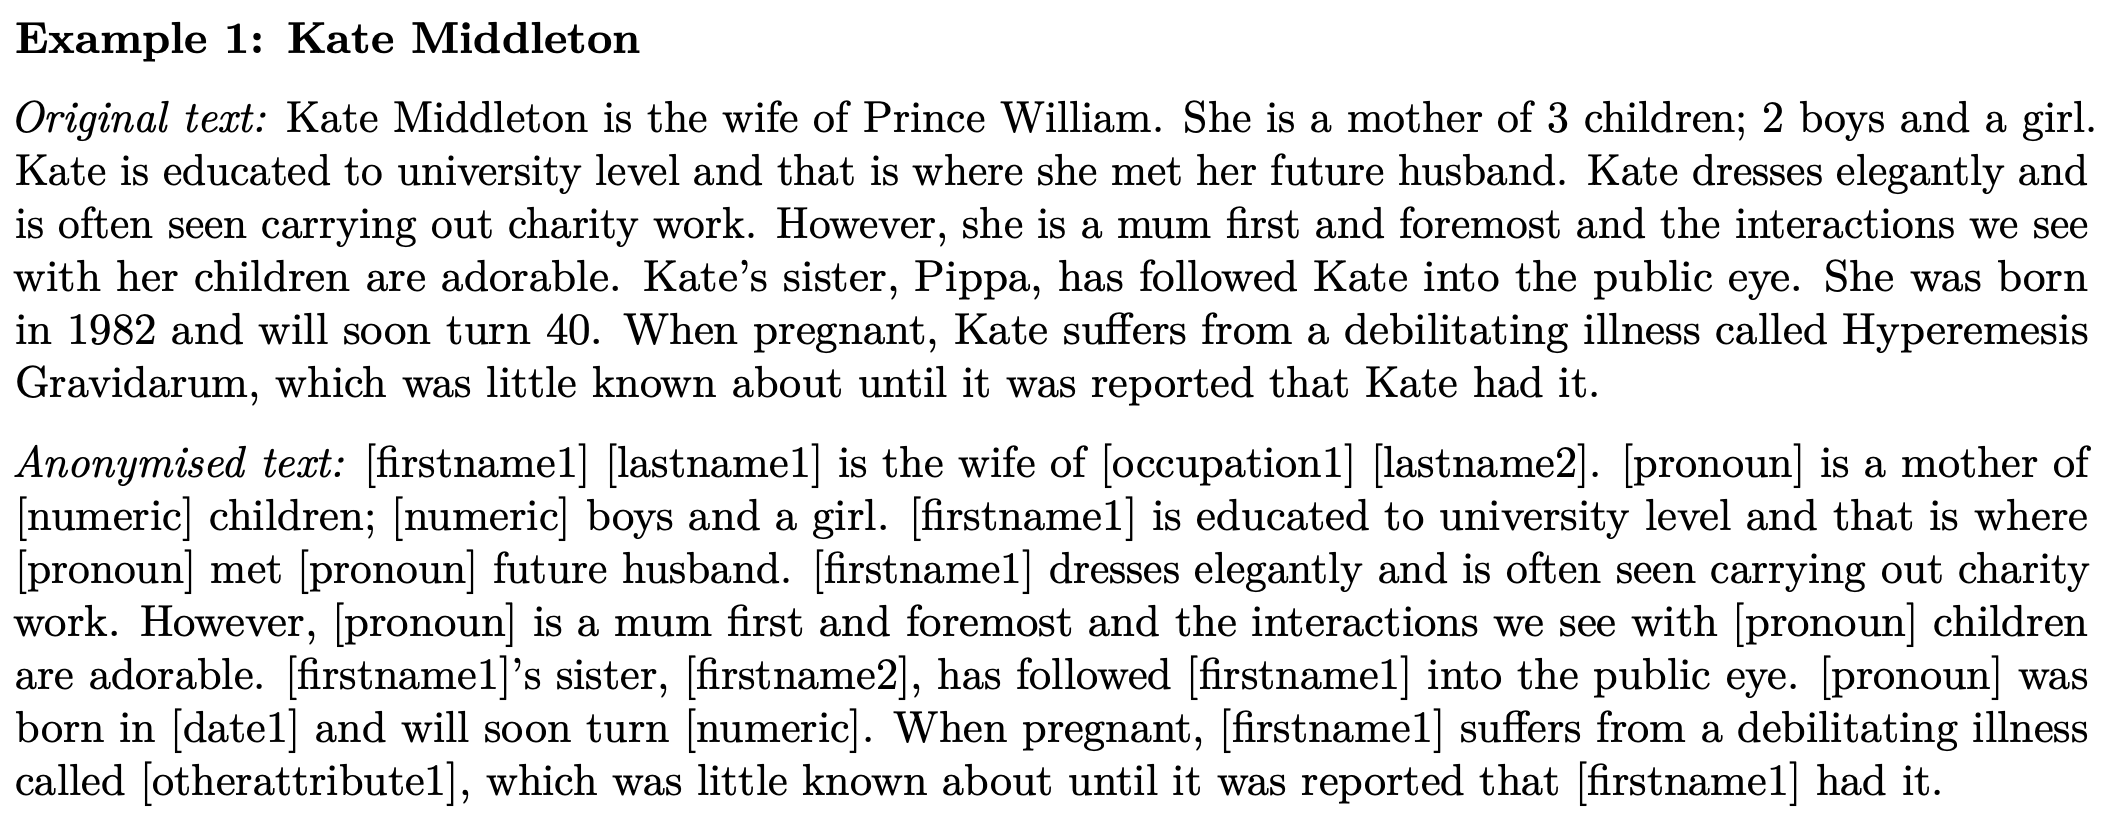 Example 1: Kate Middleton
Original text: Kate Middleton is the wife of Prince William. She is a mother of 3 children; 2 boys and a girl.
Kate is educated to university level and that is where she met her future husband. Kate dresses elegantly and
is often seen carrying out charity work. However, she is a mum first and foremost and the interactions we see
with her children are adorable. Kate's sister, Pippa, has followed Kate into the public eye. She was born
in 1982 and will soon turn 40. When pregnant, Kate suffers from a debilitating illness called Hyperemesis
Gravidarum, which was little known about until it was reported that Kate had it.
Anonymised text: [firstname1] [lastname1] is the wife of [occupation1] [lastname2]. [pronoun] is a mother of
[numeric] children; [numeric] boys and a girl. [firstname1] is educated to university level and that is where
[pronoun] met [pronoun] future husband. [firstname1] dresses elegantly and is often seen carrying out charity
work. However, [pronoun] is a mum first and foremost and the interactions we see with [pronoun] children
are adorable. [firstname1]'s sister, [firstname2], has followed [firstname1] into the public eye. [pronoun] was
born in [date1] and will soon turn [numeric]. When pregnant, [firstname1] suffers from a debilitating illness
called [otherattribute1], which was little known about until it was reported that [firstname1] had it.